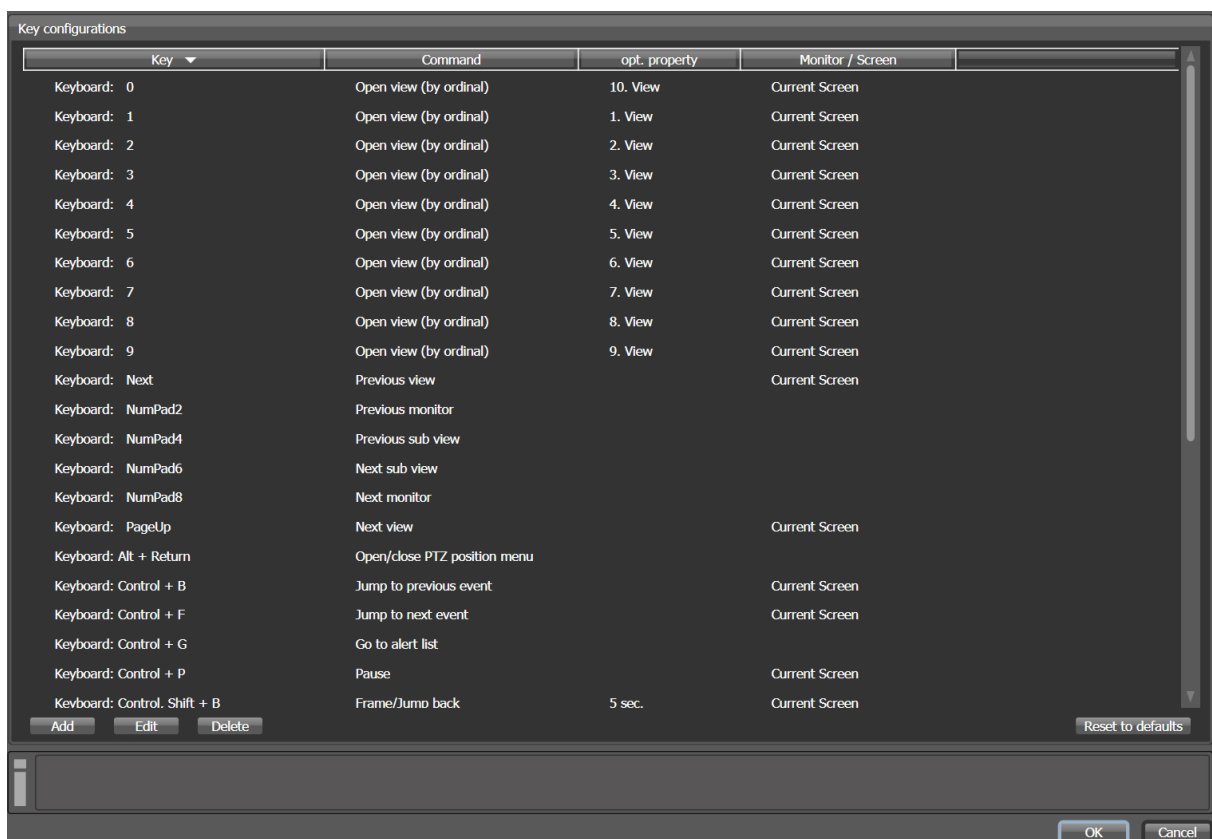 Key configurations
Key Command opt. property Monitor / Screen
Keyboard: 0 Open view (by ordinal) 10. View Current Screen
Keyboard: 1 Open view (by ordinal) 1. View Current Screen
Keyboard: 2 Open view (by ordinal) 2. View Current Screen
Keyboard: 3 Open view (by ordinal) 3. View Current Screen
Keyboard: 4 Open view (by ordinal) 4. View Current Screen
Keyboard: 5 Open view (by ordinal) 5. View Current Screen
Keyboard: 6 Open view (by ordinal) 6. View Current Screen
Keyboard: 7 Open view (by ordinal) 7. View Current Screen
Keyboard: 8 Open view (by ordinal) 8. View Current Screen
Keyboard: 9 Open view (by ordinal) 9. View Current Screen
Keyboard: Next Previous view Current Screen
Keyboard: NumPad2 Previous monitor
Keyboard: NumPad4 Previous sub view
Keyboard: NumPad6 Next sub view
Keyboard: NumPad8 Next monitor
Keyboard: PageUp Next view Current Screen
Keyboard: Alt + Return Open/close PTZ position menu
Keyboard: Control + B Jump to previous event Current Screen
Keyboard: Control + F Jump to next event Current Screen
Keyboard: Control + G Go to alert list
Keyboard: Control + P Pause Current Screen
Keyboard: Control, Shift + B Frame/Jump back 5 sec. Current Screen
Add Edit Delete Reset to defaults
OK Cancel